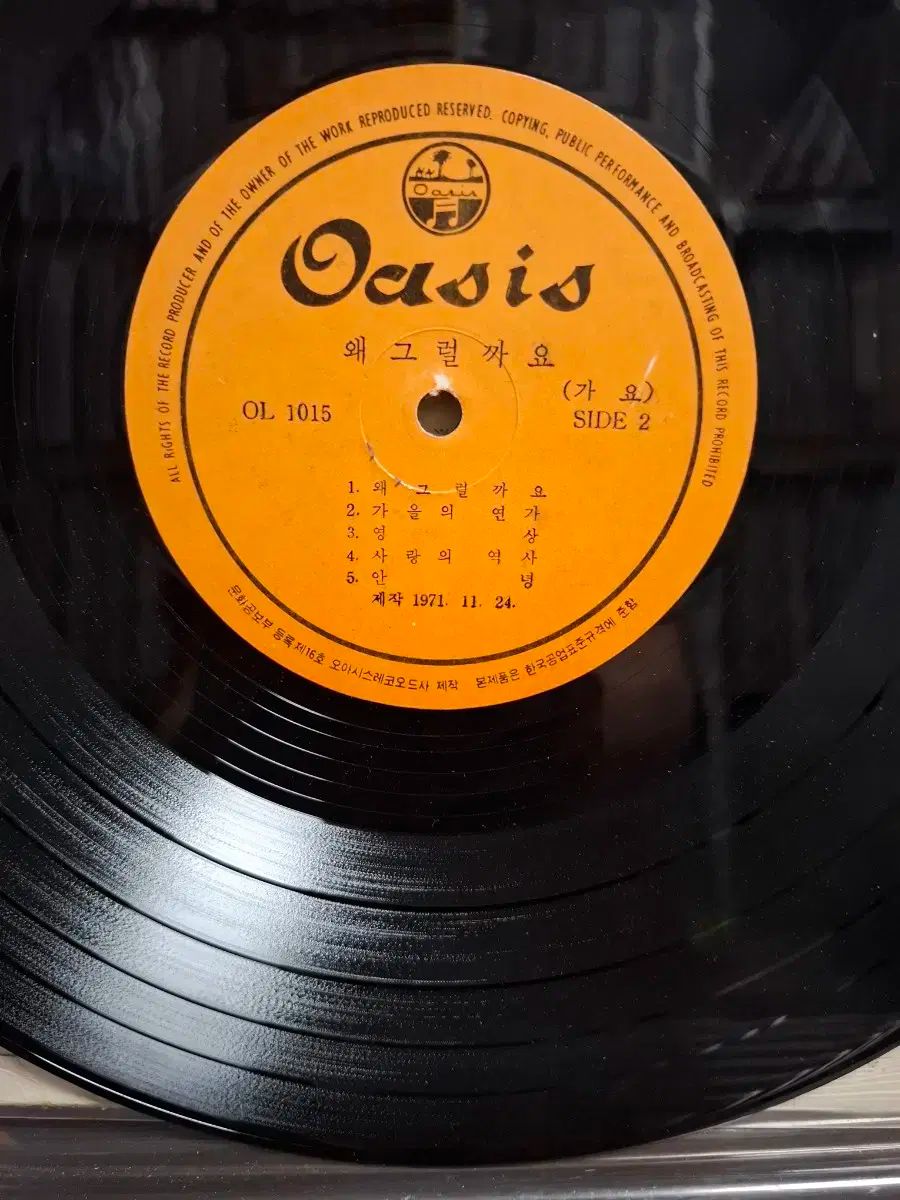 ALL RIGHTS OF THE RECORD PRODUCER AND OF THE OWNER OF THE WORK REPRODUCED RESERVED. COPYING, PUBLIC PERFORMANCE AND BROADCASTING OF THIS RECORD PROHIBITED
Oasis
Oasis
왜 그 럴 까 요
(가 요)
OL 1015
SIDE 2
1. 왜 그 럴 까 요
2. 가 을 의 연 가
3. 영 상
4. 사 랑 의 역 사
5. 안 녕
제작 1971. 11. 24.
문화공보부 등록제16호 오아시스레코오드사 제작 본제품은 한국공업표준규격에 준함